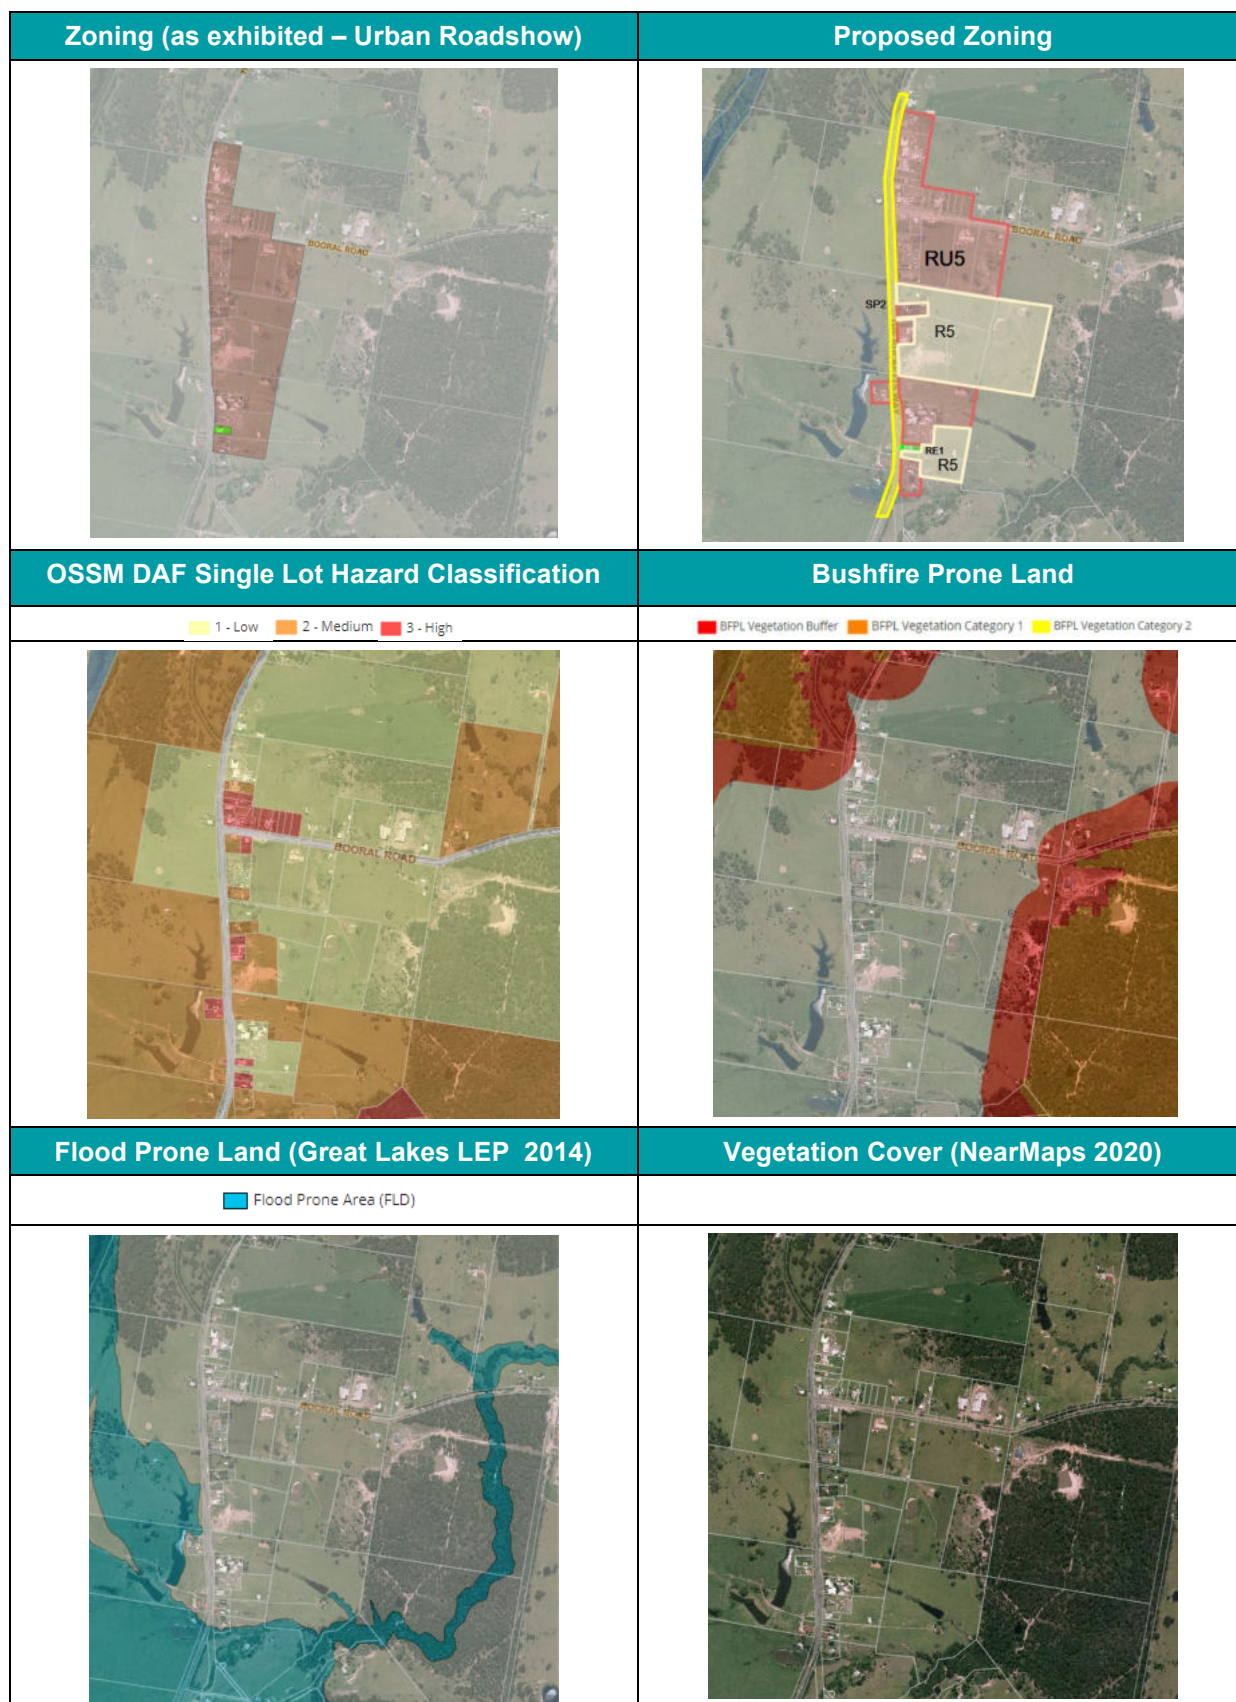 Zoning (as exhibited – Urban Roadshow)
Proposed Zoning
BOORAL ROAD
BOORAL ROAD
RU5
SP2
R5
RE1
R5
OSSM DAF Single Lot Hazard Classification
Bushfire Prone Land
1 - Low 2 - Medium 3 - High
BFPL Vegetation Buffer BFPL Vegetation Category 1 BFPL Vegetation Category 2
BOORAL ROAD
BOORAL ROAD
Flood Prone Land (Great Lakes LEP 2014)
Vegetation Cover (NearMaps 2020)
Flood Prone Area (FLD)
BOORAL ROAD